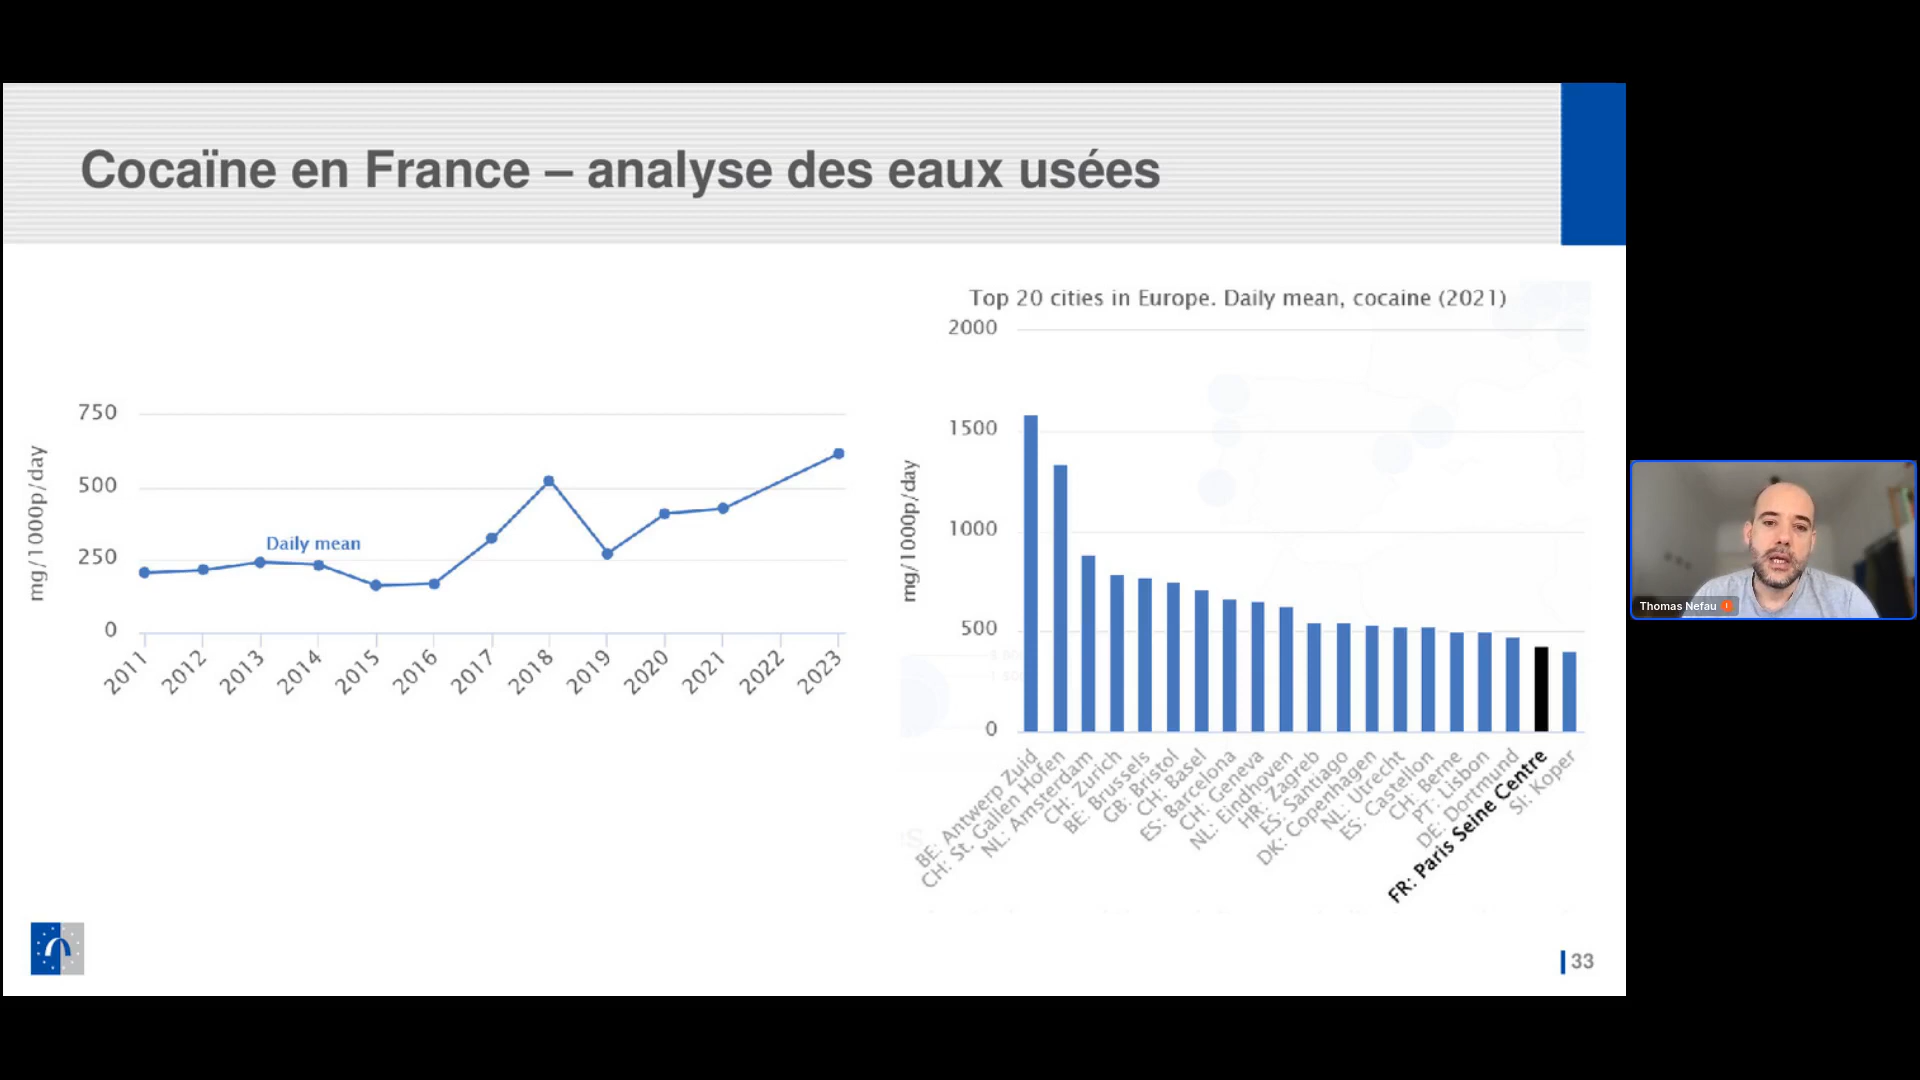 Cocaïne en France – analyse des eaux usées
mg/1000p/day
750
500
250
0
Daily mean
2011
2012
2013
2014
2015
2016
2017
2018
2019
2020
2021
2022
2023
Top 20 cities in Europe. Daily mean, cocaine (2021)
mg/1000p/day
2000
1500
1000
500
0
BE: Antwerp Zuid
CH: St. Gallen Hofen
NL: Amsterdam
CH: Zurich
BE: Brussels
GB: Bristol
CH: Basel
ES: Barcelona
CH: Geneva
NL: Eindhoven
HR: Zagreb
ES: Santiago
DK: Copenhagen
NL: Utrecht
ES: Castellon
CH: Berne
PT: Lisbon
DE: Dortmund
FR: Paris Seine Centre
SI: Koper
33
Thomas Nefau